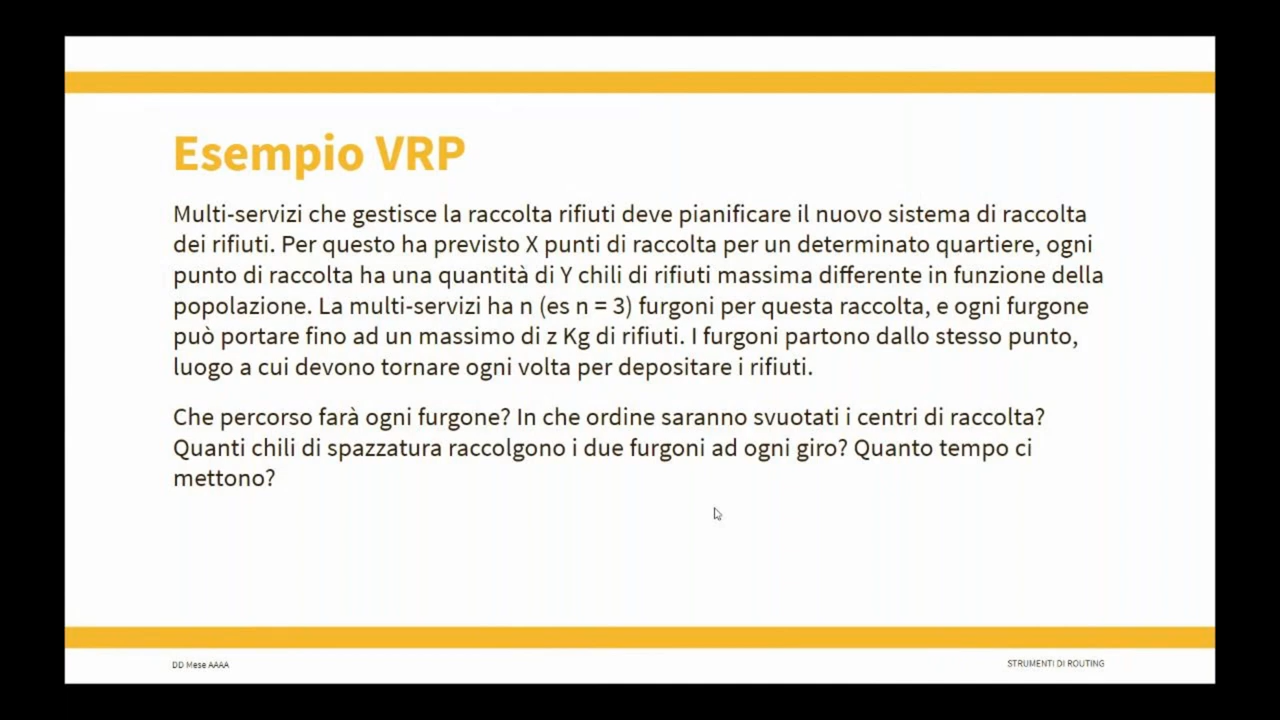 Esempio VRP
Multi-servizi che gestisce la raccolta rifiuti deve pianificare il nuovo sistema di raccolta
dei rifiuti. Per questo ha previsto X punti di raccolta per un determinato quartiere, ogni
punto di raccolta ha una quantità di Y chili di rifiuti massima differente in funzione della
popolazione. La multi-servizi ha n (es n = 3) furgoni per questa raccolta, e ogni furgone
può portare fino ad un massimo di z Kg di rifiuti. I furgoni partono dallo stesso punto,
luogo a cui devono tornare ogni volta per depositare i rifiuti.
Che percorso farà ogni furgone? In che ordine saranno svuotati i centri di raccolta?
Quanti chili di spazzatura raccolgono i due furgoni ad ogni giro? Quanto tempo ci
mettono?
DD Mese AAAA
STRUMENTI DI ROUTING